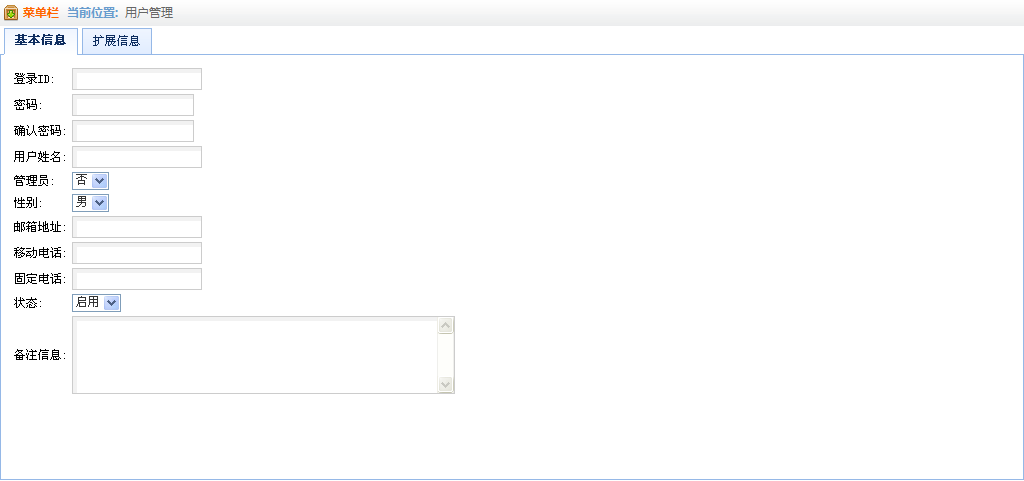 菜单栏 当前位置: 用户管理
基本信息 扩展信息
登录ID:
密码:
确认密码:
用户姓名:
管理员: 否
性别: 男
邮箱地址:
移动电话:
固定电话:
状态: 启用
备注信息: